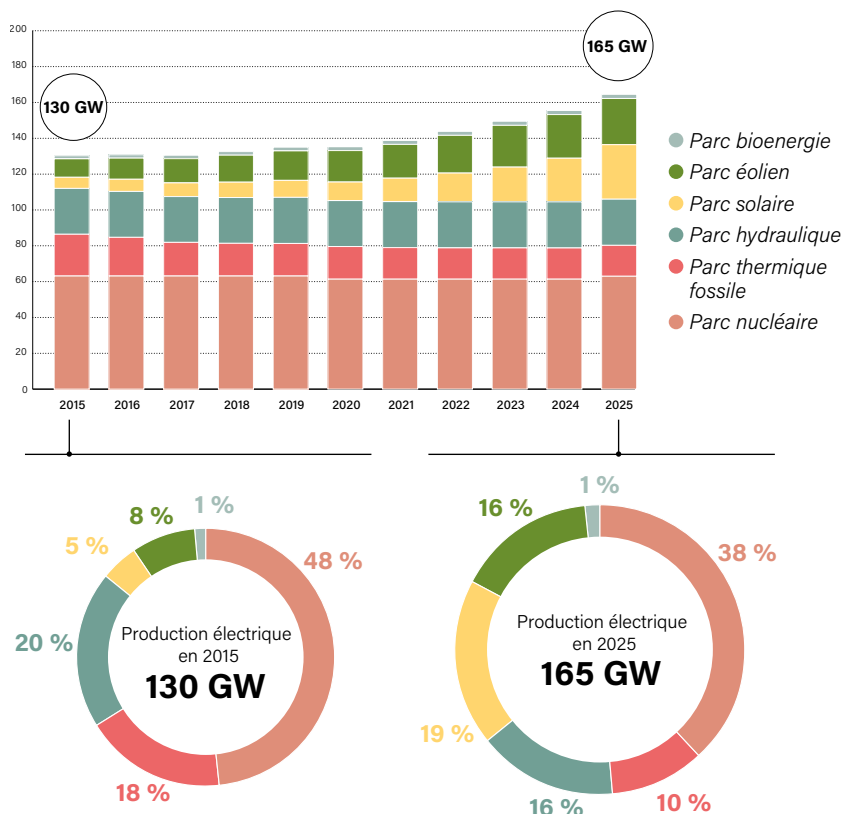 200
180
160
140
120
100
80
60
40
20
0
130 GW
165 GW
2015 2016 2017 2018 2019 2020 2021 2022 2023 2024 2025
Parc bioenergie
Parc éolien
Parc solaire
Parc hydraulique
Parc thermique
fossile
Parc nucléaire
1 %
8 %
5 %
48 %
20 %
18 %
Production électrique
en 2015
130 GW
1 %
16 %
38 %
19 %
16 %
10 %
Production électrique
en 2025
165 GW